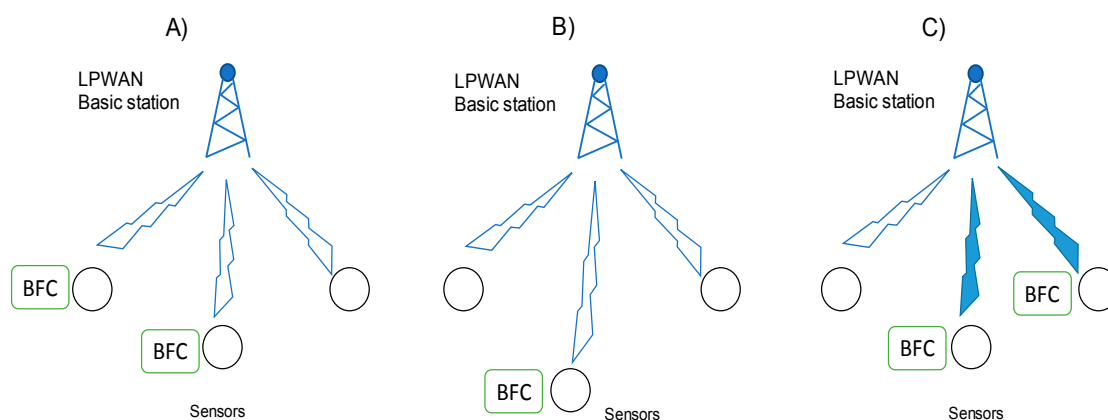 A)
LPWAN
Basic station
BFC
BFC
Sensors
B)
LPWAN
Basic station
BFC
Sensors
C)
LPWAN
Basic station
BFC
BFC
Sensors